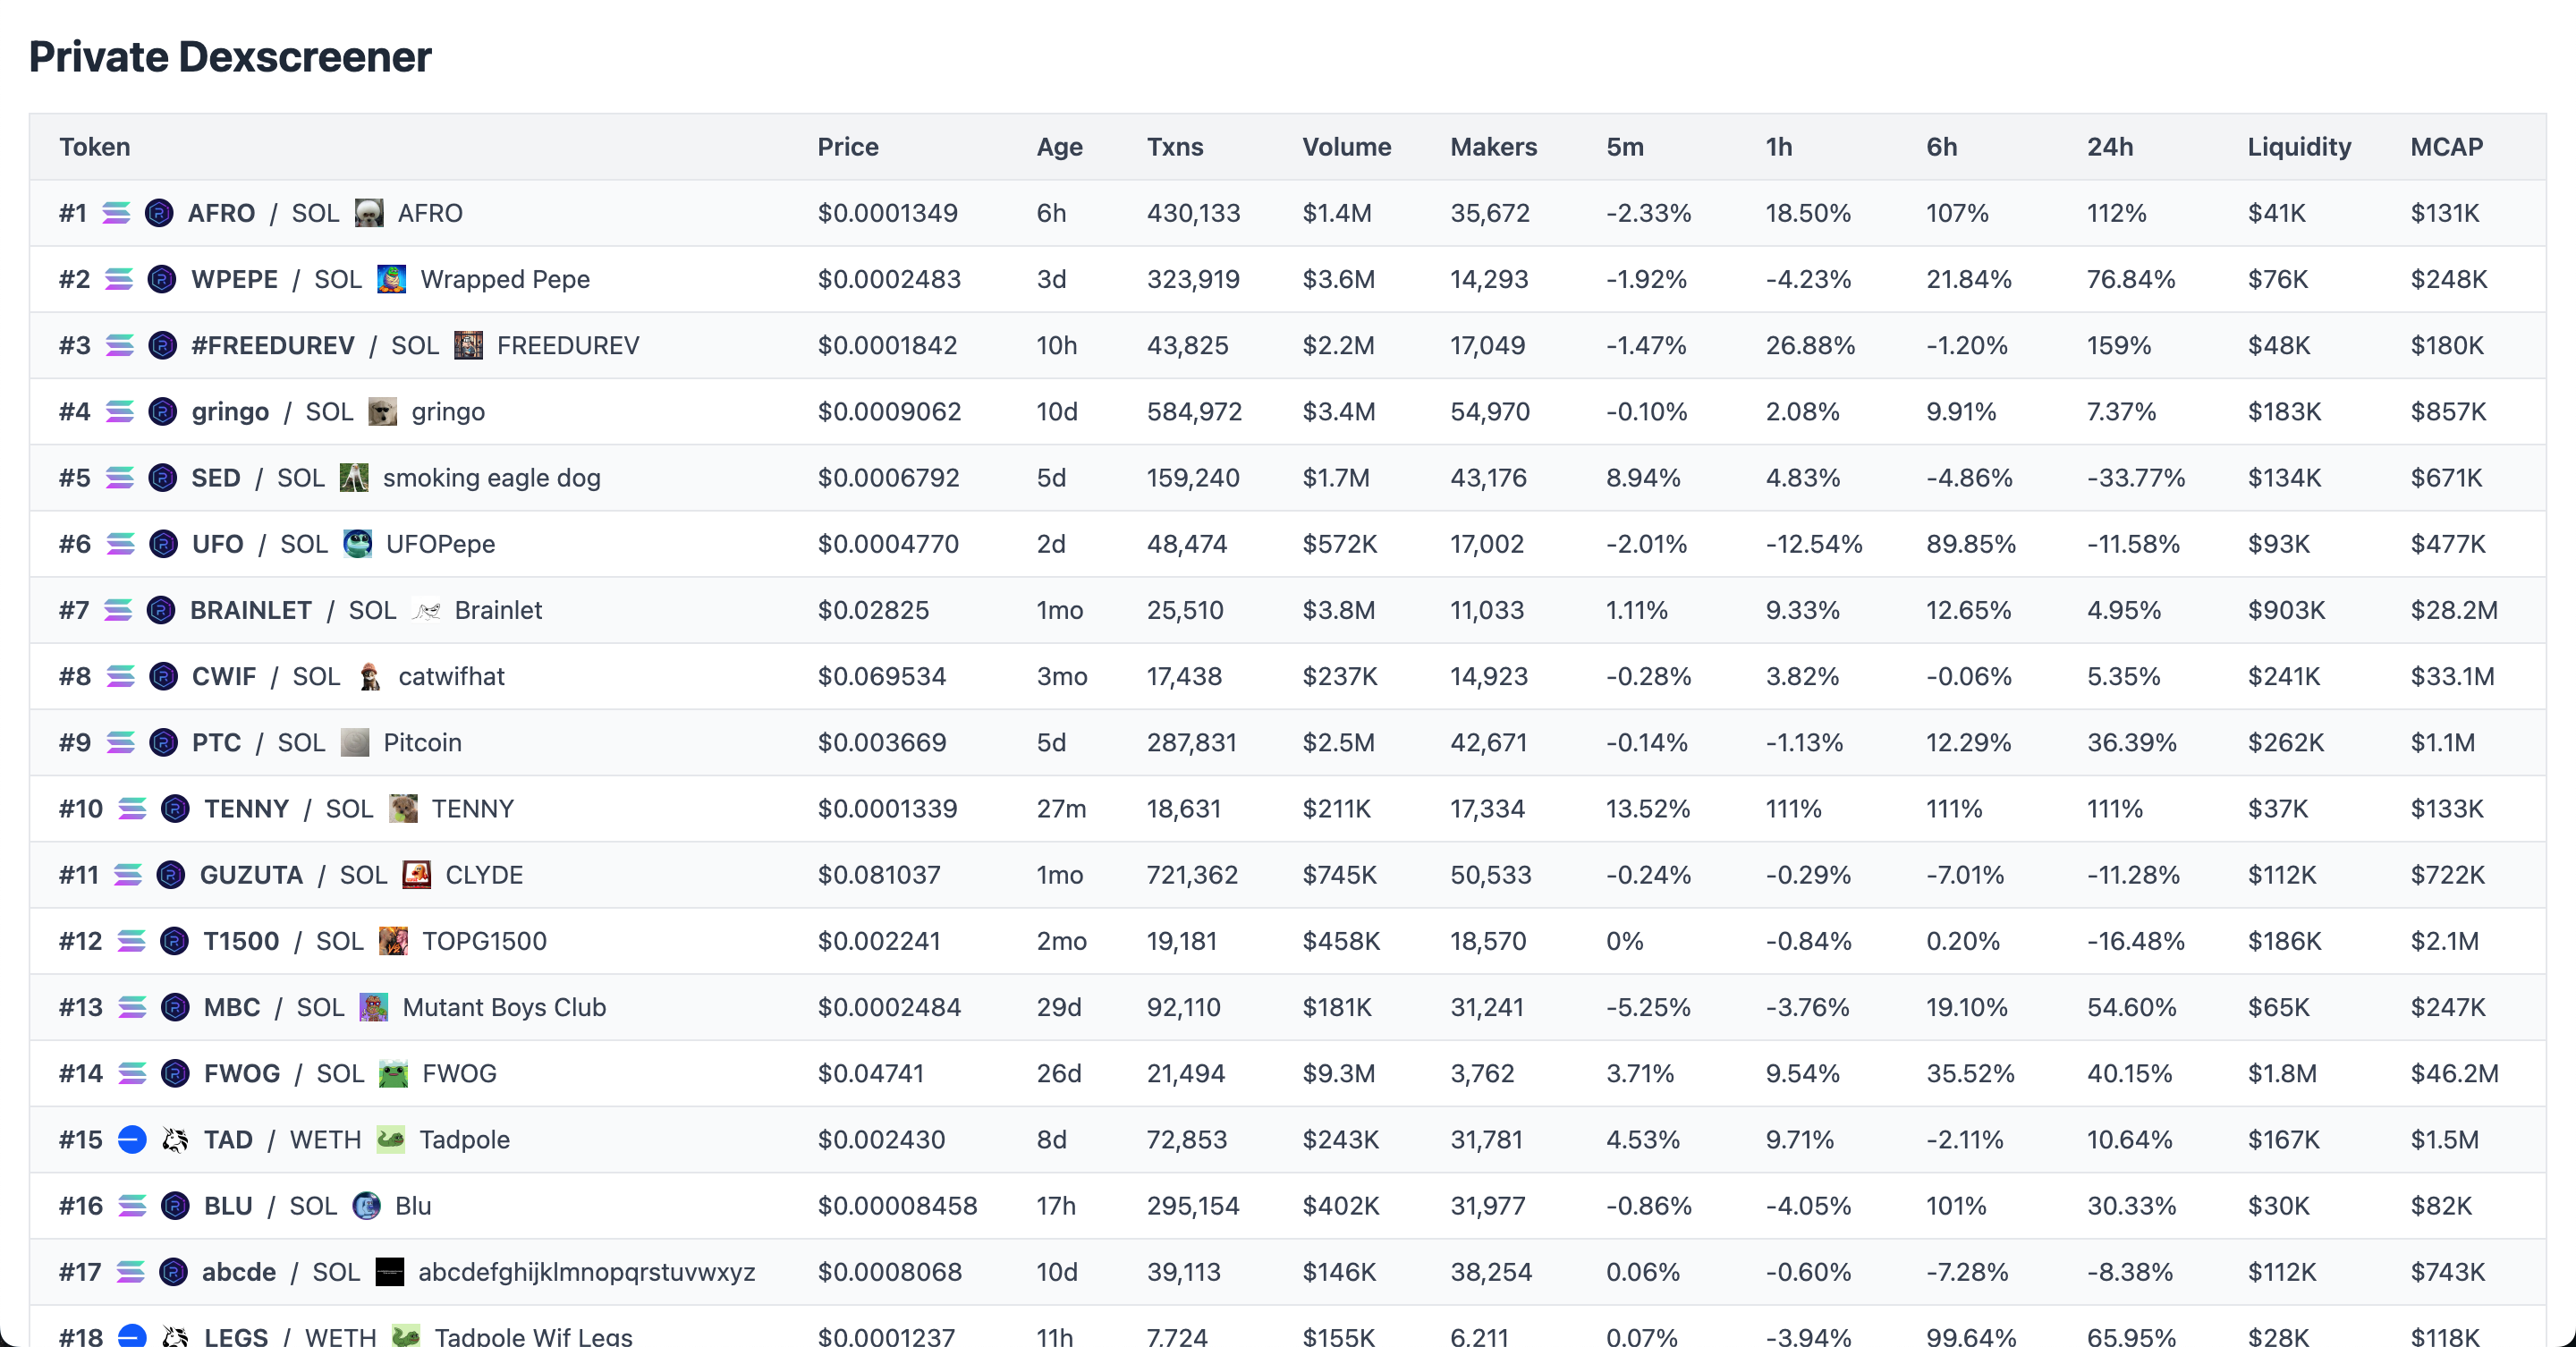 Private Dexscreener
Token Price Age Txns Volume Makers 5m 1h 6h 24h Liquidity MCAP
#1 AFRO / SOL AFRO $0.0001349 6h 430,133 $1.4M 35,672 -2.33% 18.50% 107% 112% $41K $131K
#2 WPEPE / SOL Wrapped Pepe $0.0002483 3d 323,919 $3.6M 14,293 -1.92% -4.23% 21.84% 76.84% $76K $248K
#3 #FREEDUREV / SOL FREEDUREV $0.0001842 10h 43,825 $2.2M 17,049 -1.47% 26.88% -1.20% 159% $48K $180K
#4 gringo / SOL gringo $0.0009062 10d 584,972 $3.4M 54,970 -0.10% 2.08% 9.91% 7.37% $183K $857K
#5 SED / SOL smoking eagle dog $0.0006792 5d 159,240 $1.7M 43,176 8.94% 4.83% -4.86% -33.77% $134K $671K
#6 UFO / SOL UFOPepe $0.0004770 2d 48,474 $572K 17,002 -2.01% -12.54% 89.85% -11.58% $93K $477K
#7 BRAINLET / SOL Brainlet $0.02825 1mo 25,510 $3.8M 11,033 1.11% 9.33% 12.65% 4.95% $903K $28.2M
#8 CWIF / SOL catwifhat $0.069534 3mo 17,438 $237K 14,923 -0.28% 3.82% -0.06% 5.35% $241K $33.1M
#9 PTC / SOL Pitcoin $0.003669 5d 287,831 $2.5M 42,671 -0.14% -1.13% 12.29% 36.39% $262K $1.1M
#10 TENNY / SOL TENNY $0.0001339 27m 18,631 $211K 17,334 13.52% 111% 111% 111% $37K $133K
#11 GUZUTA / SOL CLYDE $0.081037 1mo 721,362 $745K 50,533 -0.24% -0.29% -7.01% -11.28% $112K $722K
#12 T1500 / SOL TOPG1500 $0.002241 2mo 19,181 $458K 18,570 0% -0.84% 0.20% -16.48% $186K $2.1M
#13 MBC / SOL Mutant Boys Club $0.0002484 29d 92,110 $181K 31,241 -5.25% -3.76% 19.10% 54.60% $65K $247K
#14 FWOG / SOL FWOG $0.04741 26d 21,494 $9.3M 3,762 3.71% 9.54% 35.52% 40.15% $1.8M $46.2M
#15 TAD / WETH Tadpole $0.002430 8d 72,853 $243K 31,781 4.53% 9.71% -2.11% 10.64% $167K $1.5M
#16 BLU / SOL Blu $0.00008458 17h 295,154 $402K 31,977 -0.86% -4.05% 101% 30.33% $30K $82K
#17 abcde / SOL abcdefghijklmnopqrstuvwxyz $0.0008068 10d 39,113 $146K 38,254 0.06% -0.60% -7.28% -8.38% $112K $743K
#18 LEGS / WETH Tadpole Wif Legs $0.0001237 11h 7,724 $155K 6,211 0.07% -3.94% 99.64% 65.95% $28K $118K